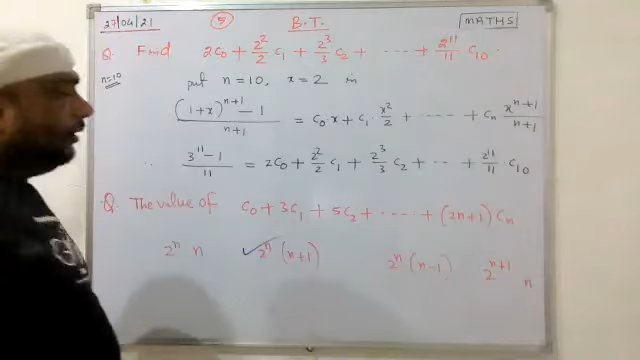 27/04/21 5 B.T. MATHS
Q. Find 2C₀ + 2²/2 C₁ + 2³/3 C₂ + ---- + 2¹¹/11 C₁₀.
n=10 put n = 10, x = 2 in
((1+x)ⁿ⁺¹ - 1)/(n+1) = C₀·x + C₁·x²/2 + ---- + Cₙ xⁿ⁺¹/(n+1)
∴ (3¹¹ - 1)/11 = 2C₀ + 2²/2 C₁ + 2³/3 C₂ + --- + 2¹¹/11 · C₁₀
Q. The value of C₀ + 3C₁ + 5C₂ + ---- + (2n+1) Cₙ
2ⁿ n ✓2ⁿ (n+1) 2ⁿ (n-1) 2ⁿ⁺¹ n